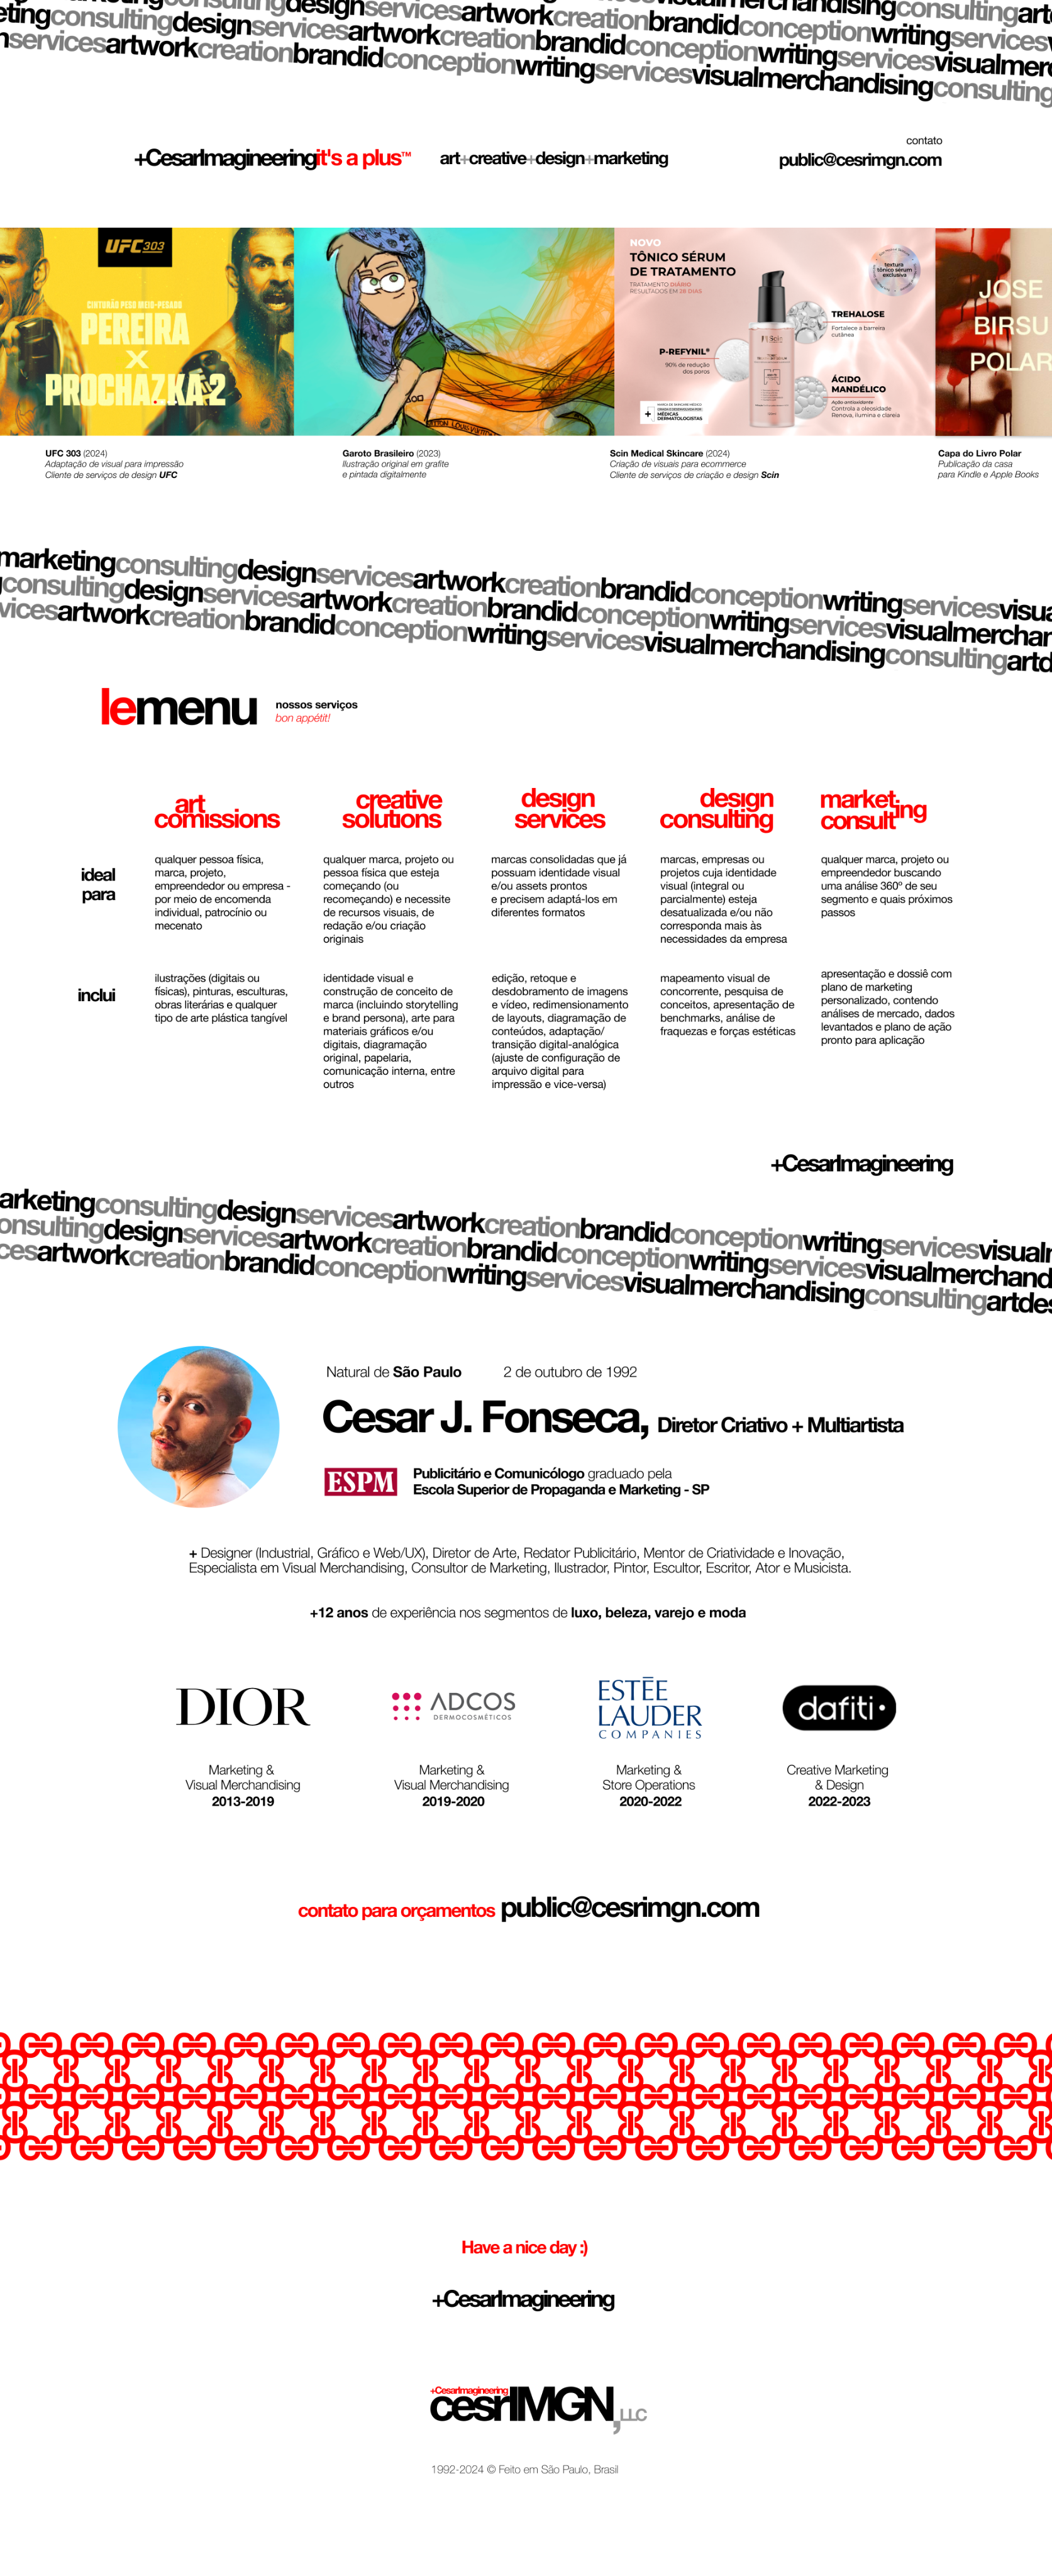 etingconsultingdesignservicesartworkcreationbrandidconceptionwritingservices
servicesartworkcreationbrandidconceptionwritingservicesvisualmerchandisingconsulting
+CesarImagineeringit's a plus™
art+creative+design+marketing
contato
public@cesrimgn.com
UFC 303
CINTURÃO PESO MEIO-PESADO
PEREIRA
X
PROCHÁZKA 2
NOVO
TÔNICO SÉRUM
DE TRATAMENTO
TRATAMENTO DIÁRIO
RESULTADOS EM 28 DIAS
textura
tônico sérum
exclusiva
TREHALOSE
Fortalece a barreira
cutânea
P-REFYNIL®
90% de redução
dos poros
ÁCIDO
MANDÉLICO
Ação antioxidante
Controla a oleosidade
Renova, ilumina e clareia
MÉDICAS
DERMATOLOGISTAS
JOSE
BIRSU
POLAR
UFC 303 (2024)
Adaptação de visual para impressão
Cliente de serviços de design UFC
Garoto Brasileiro (2023)
Ilustração original em grafite
e pintada digitalmente
Scin Medical Skincare (2024)
Criação de visuais para ecommerce
Cliente de serviços de criação e design Scin
Capa do Livro Polar
Publicação da casa
para Kindle e Apple Books
marketingconsultingdesignservicesartworkcreationbrandidconceptionwritingservicesvisua
consultingdesignservicesartworkcreationbrandidconceptionwritingservicesvisualmerchan
vicesartworkcreationbrandidconceptionwritingservicesvisualmerchandisingconsultingartd
lemenu
nossos serviços
bon appétit!
art
comissions
creative
solutions
design
services
design
consulting
marketing
consult
ideal
para
qualquer pessoa física,
marca, projeto,
empreendedor ou empresa -
por meio de encomenda
individual, patrocínio ou
mecenato
qualquer marca, projeto ou
pessoa física que esteja
começando (ou
recomeçando) e necessite
de recursos visuais, de
redação e/ou criação
originais
marcas consolidadas que já
possuam identidade visual
e/ou assets prontos
e precisem adaptá-los em
diferentes formatos
marcas, empresas ou
projetos cuja identidade
visual (integral ou
parcialmente) esteja
desatualizada e/ou não
corresponda mais às
necessidades da empresa
qualquer marca, projeto ou
empreendedor buscando
uma análise 360º de seu
segmento e quais próximos
passos
inclui
ilustrações (digitais ou
físicas), pinturas, esculturas,
obras literárias e qualquer
tipo de arte plástica tangível
identidade visual e
construção de conceito de
marca (incluindo storytelling
e brand persona), arte para
materiais gráficos e/ou
digitais, diagramação
original, papelaria,
comunicação interna, entre
outros
edição, retoque e
desdobramento de imagens
e vídeo, redimensionamento
de layouts, diagramação de
conteúdos, adaptação/
transição digital-analógica
(ajuste de configuração de
arquivo digital para
impressão e vice-versa)
mapeamento visual de
concorrente, pesquisa de
conceitos, apresentação de
benchmarks, análise de
fraquezas e forças estéticas
apresentação e dossiê com
plano de marketing
personalizado, contendo
análises de mercado, dados
levantados e plano de ação
pronto para aplicação
+CesarImagineering
arketingconsultingdesignservicesartworkcreationbrandidconceptionwritingservicesvisualr
onsultingdesignservicesartworkcreationbrandidconceptionwritingservicesvisualmerchand
cesartworkcreationbrandidconceptionwritingservicesvisualmerchandisingconsultingartdes
Natural de São Paulo
2 de outubro de 1992
Cesar J. Fonseca, Diretor Criativo + Multiartista
ESPM
Publicitário e Comunicólogo graduado pela
Escola Superior de Propaganda e Marketing - SP
+ Designer (Industrial, Gráfico e Web/UX), Diretor de Arte, Redator Publicitário, Mentor de Criatividade e Inovação,
Especialista em Visual Merchandising, Consultor de Marketing, Ilustrador, Pintor, Escultor, Escritor, Ator e Musicista.
+12 anos de experiência nos segmentos de luxo, beleza, varejo e moda
DIOR
ADCOS
DERMOCOSMÉTICOS
ESTĒE
LAUDER
COMPANIES
dafiti
Marketing &
Visual Merchandising
2013-2019
Marketing &
Visual Merchandising
2019-2020
Marketing &
Store Operations
2020-2022
Creative Marketing
& Design
2022-2023
contato para orçamentos public@cesrimgn.com
Have a nice day :)
+CesarImagineering
+CesarImagineering
cesrIMGN, LLC
1992-2024 © Feito em São Paulo, Brasil